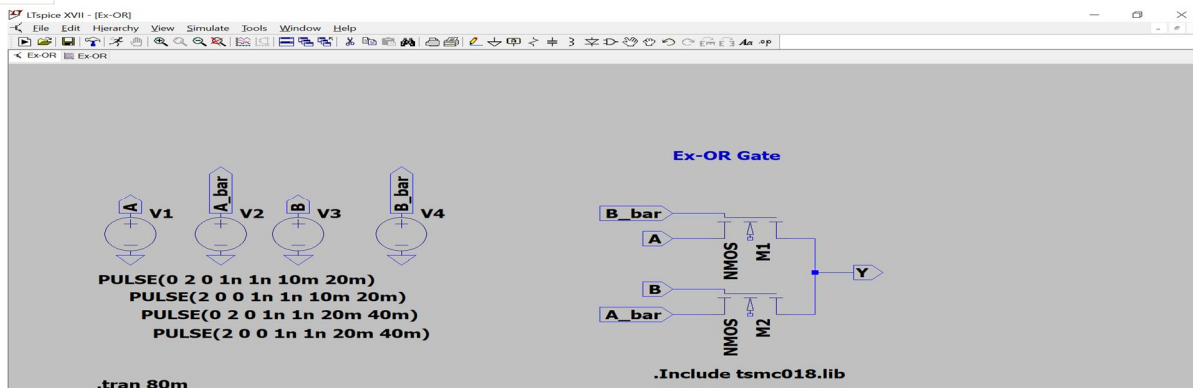 LTspice XVII - [Ex-OR]
File Edit Hierarchy View Simulate Tools Window Help
Ex-OR Ex-OR
Ex-OR Gate
A V1 A_bar V2 B V3 B_bar V4
PULSE(0 2 0 1n 1n 10m 20m)
PULSE(2 0 0 1n 1n 10m 20m)
PULSE(0 2 0 1n 1n 20m 40m)
PULSE(2 0 0 1n 1n 20m 40m)
.tran 80m
B_bar
A
NMOS M1
Y
B
A_bar
NMOS M2
.Include tsmc018.lib